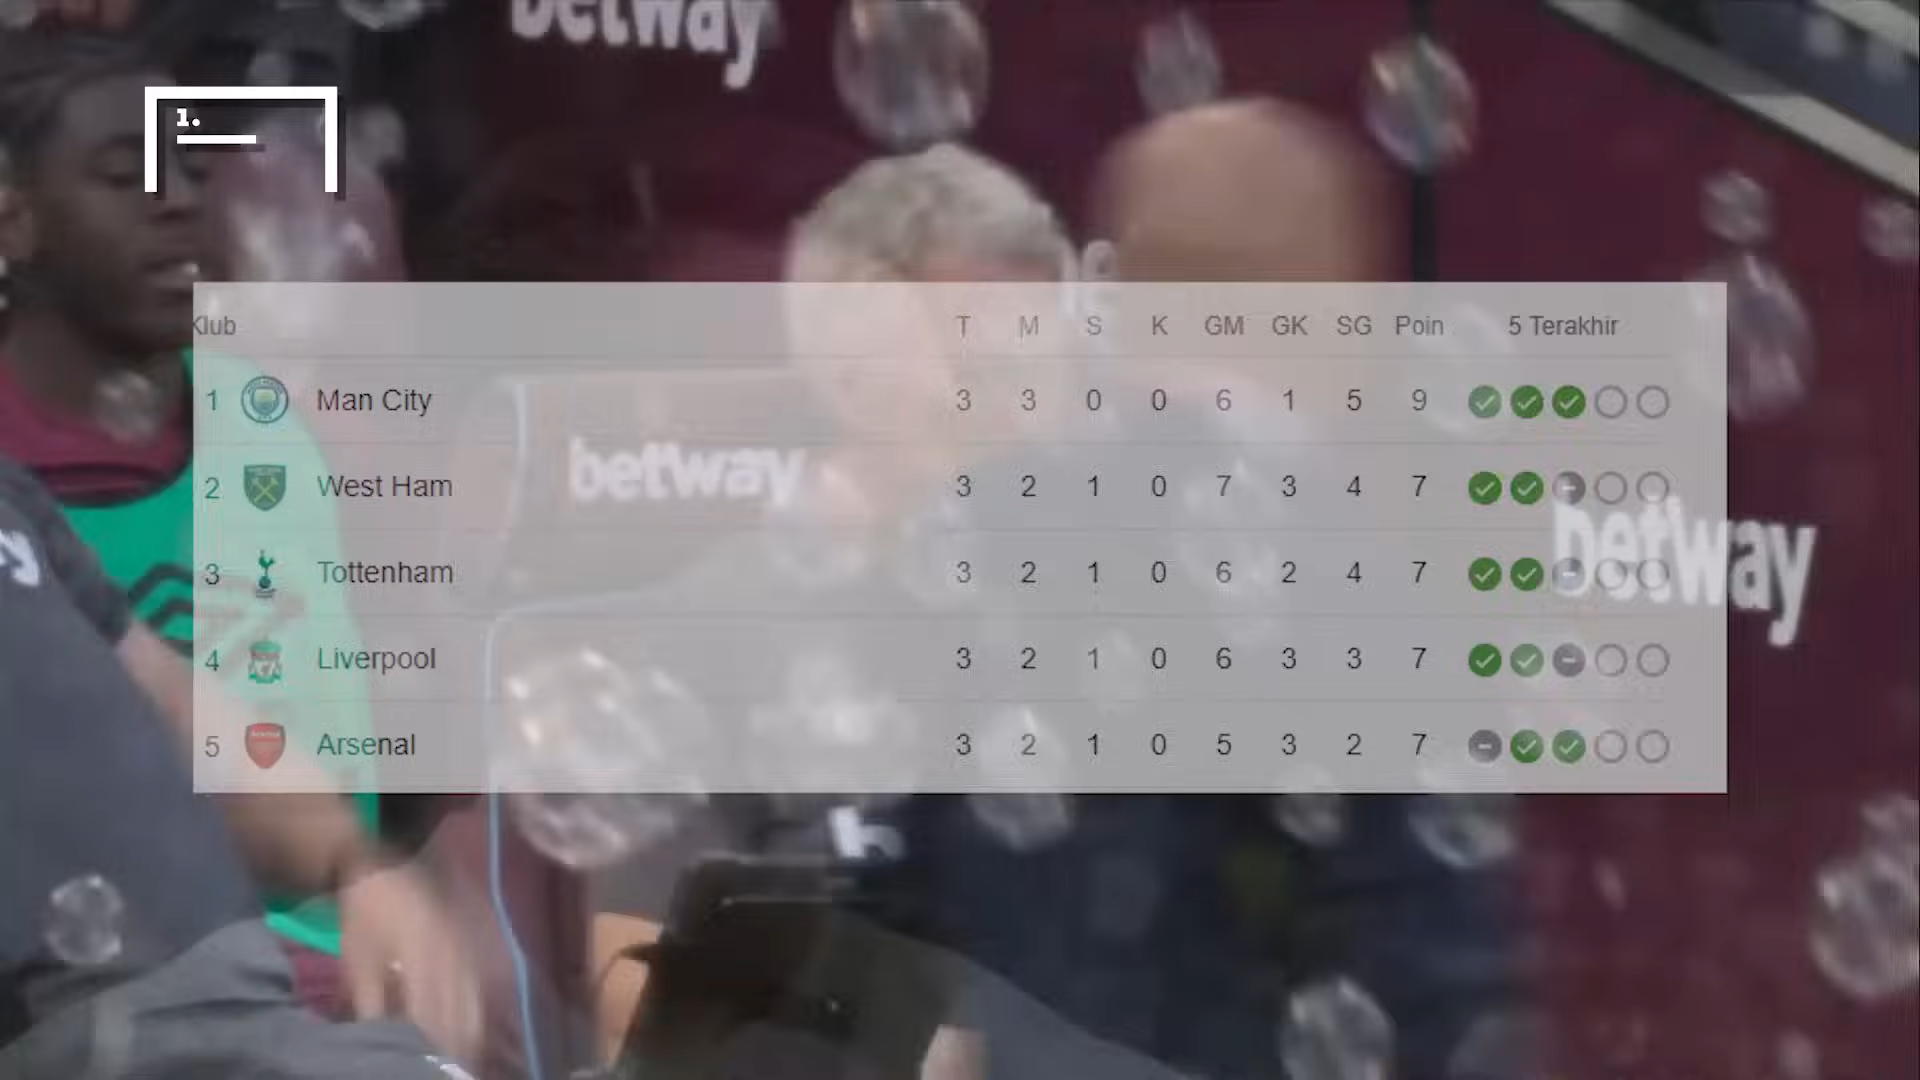 betway
1.
Klub T M S K GM GK SG Poin 5 Terakhir
1 Man City 3 3 0 0 6 1 5 9
betway
2 West Ham 3 2 1 0 7 3 4 7
betway
3 Tottenham 3 2 1 0 6 2 4 7
4 Liverpool 3 2 1 0 6 3 3 7
5 Arsenal 3 2 1 0 5 3 2 7